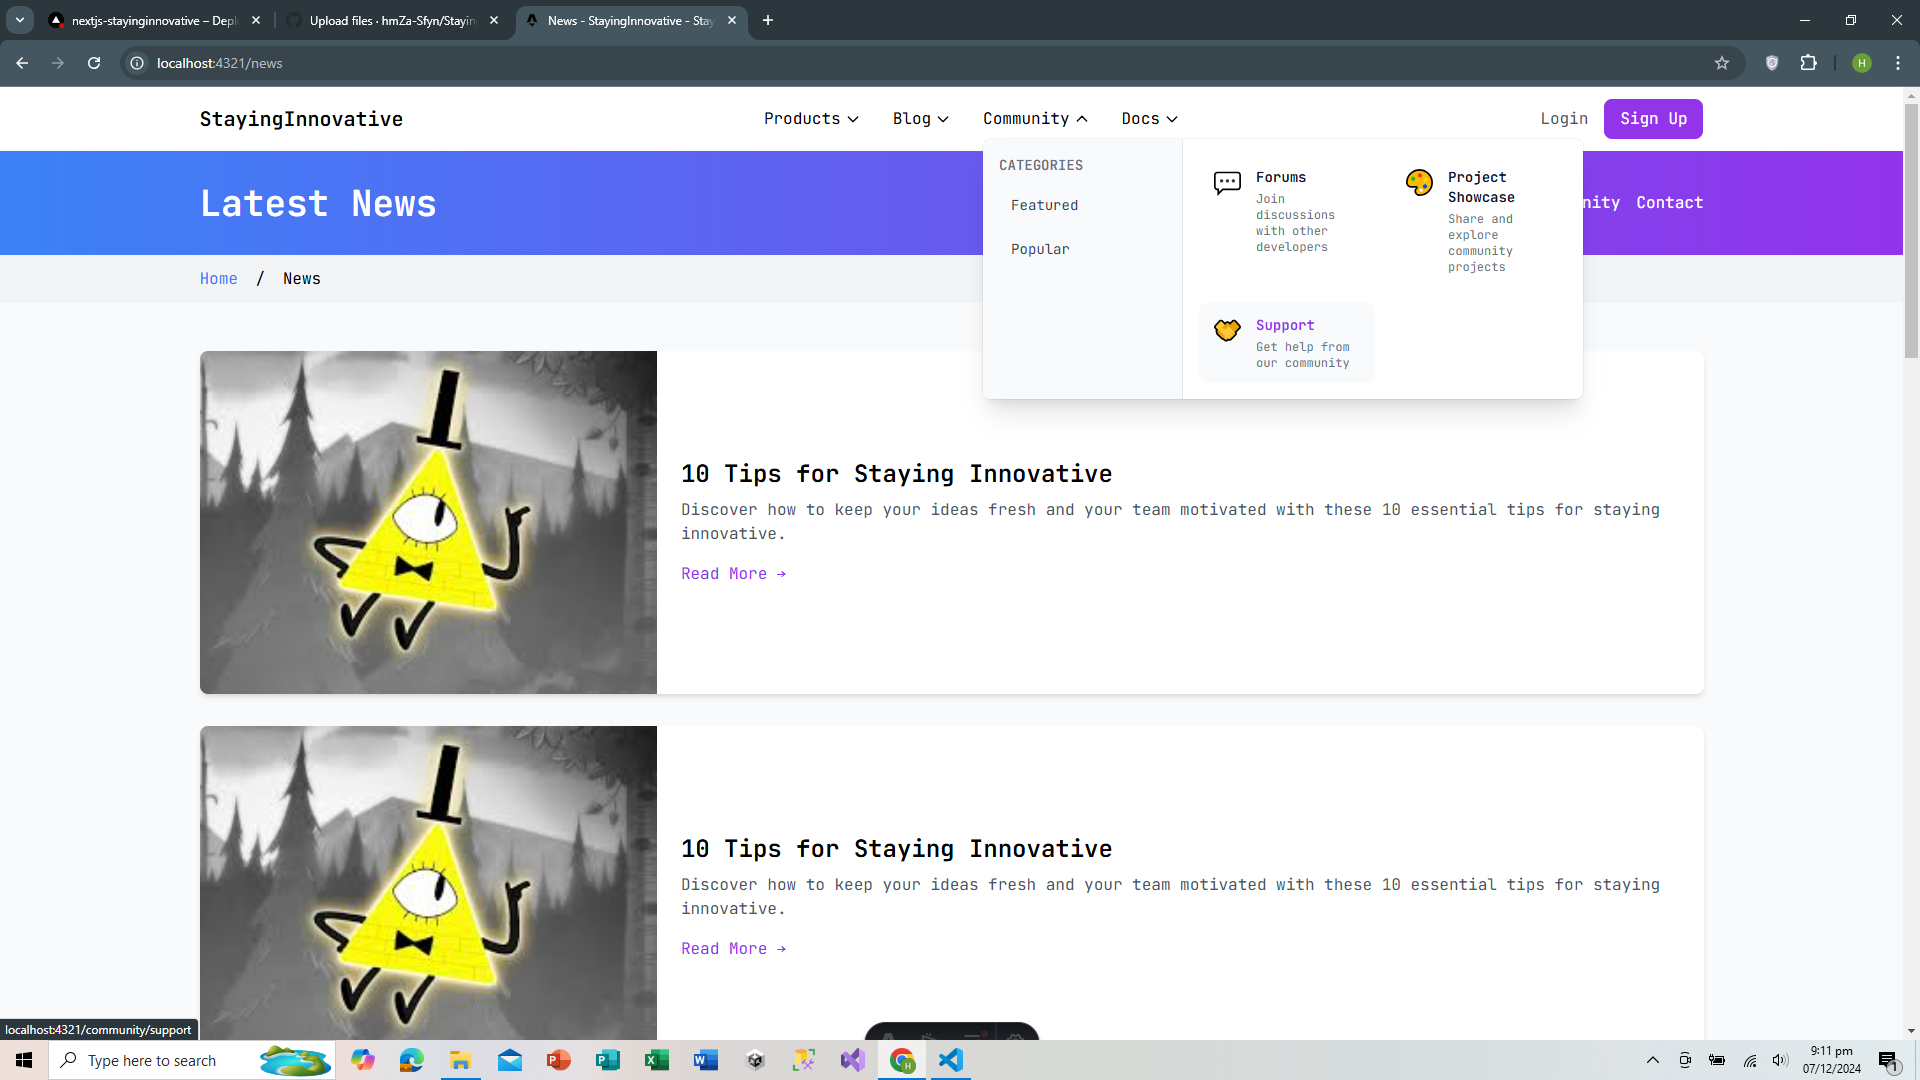 nextjs-stayinginnovative – Depl
Upload files · hmZa-Sfyn/Stayin
News - StayingInnovative - Stay
localhost:4321/news
H
StayingInnovative
Products
Blog
Community
Docs
Login
Sign Up
CATEGORIES
Featured
Popular
Forums
Join
discussions
with other
developers
Project
Showcase
Share and
explore
community
projects
Support
Get help from
our community
Latest News
nity
Contact
Home / News
10 Tips for Staying Innovative
Discover how to keep your ideas fresh and your team motivated with these 10 essential tips for staying
innovative.
Read More →
10 Tips for Staying Innovative
Discover how to keep your ideas fresh and your team motivated with these 10 essential tips for staying
innovative.
Read More →
localhost:4321/community/support
Type here to search
9:11 pm
07/12/2024
1